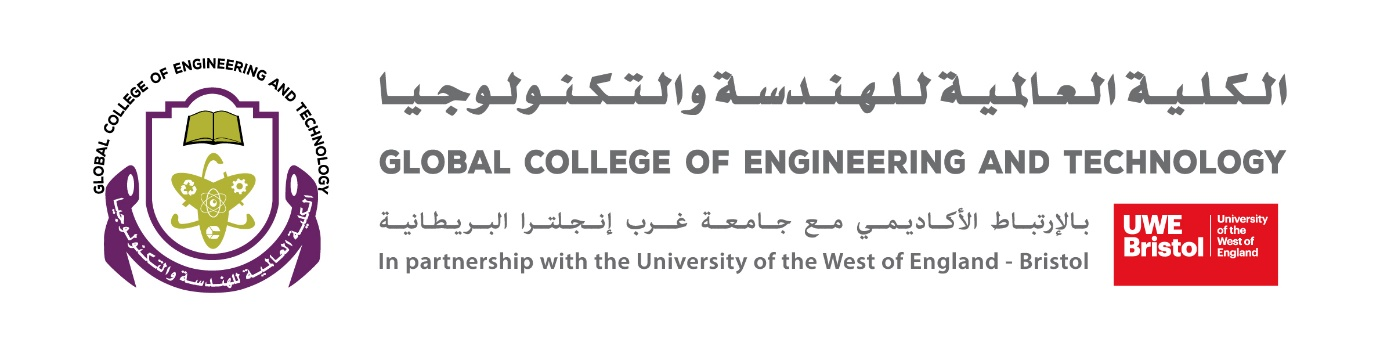 GLOBAL COLLEGE OF ENGINEERING AND TECHNOLOGY
الكلية العالمية للهندسة والتكنولوجيا
الكلية العالمية للهندسة والتكنولوجيا
GLOBAL COLLEGE OF ENGINEERING AND TECHNOLOGY
بالإرتباط الأكاديمي مع جامعة غرب إنجلترا البريطانية
In partnership with the University of the West of England - Bristol
UWE
Bristol
University
of the
West of
England